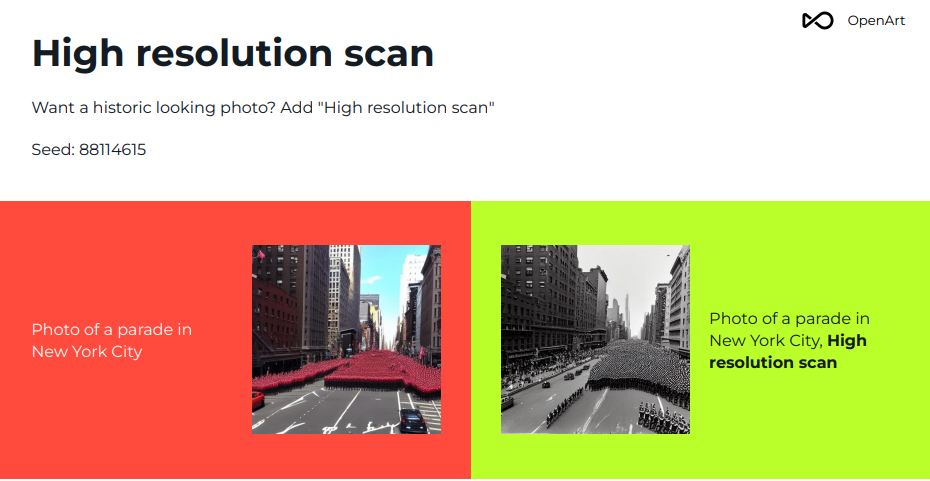 OpenArt
High resolution scan
Want a historic looking photo? Add "High resolution scan"
Seed: 88114615
Photo of a parade in
New York City
Photo of a parade in
New York City, High
resolution scan